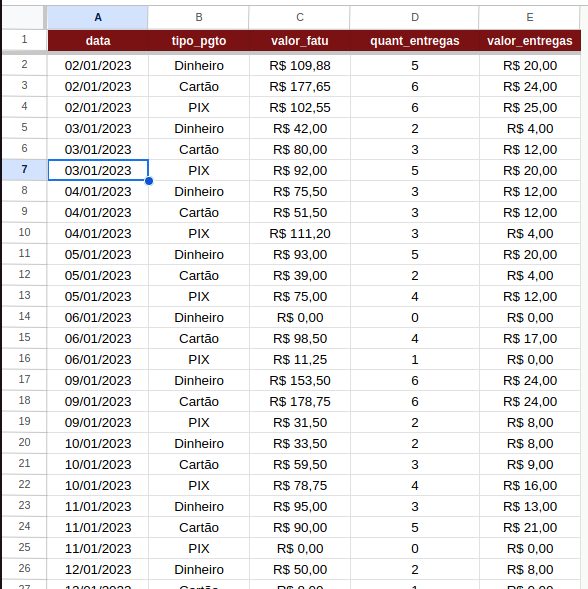 A B C D E
1 data tipo_pgto valor_fatu quant_entregas valor_entregas
2 02/01/2023 Dinheiro R$ 109,88 5 R$ 20,00
3 02/01/2023 Cartão R$ 177,65 6 R$ 24,00
4 02/01/2023 PIX R$ 102,55 6 R$ 25,00
5 03/01/2023 Dinheiro R$ 42,00 2 R$ 4,00
6 03/01/2023 Cartão R$ 80,00 3 R$ 12,00
7 03/01/2023 PIX R$ 92,00 5 R$ 20,00
8 04/01/2023 Dinheiro R$ 75,50 3 R$ 12,00
9 04/01/2023 Cartão R$ 51,50 3 R$ 12,00
10 04/01/2023 PIX R$ 111,20 3 R$ 4,00
11 05/01/2023 Dinheiro R$ 93,00 5 R$ 20,00
12 05/01/2023 Cartão R$ 39,00 2 R$ 4,00
13 05/01/2023 PIX R$ 75,00 4 R$ 12,00
14 06/01/2023 Dinheiro R$ 0,00 0 R$ 0,00
15 06/01/2023 Cartão R$ 98,50 4 R$ 17,00
16 06/01/2023 PIX R$ 11,25 1 R$ 0,00
17 09/01/2023 Dinheiro R$ 153,50 6 R$ 24,00
18 09/01/2023 Cartão R$ 178,75 6 R$ 24,00
19 09/01/2023 PIX R$ 31,50 2 R$ 8,00
20 10/01/2023 Dinheiro R$ 33,50 2 R$ 8,00
21 10/01/2023 Cartão R$ 59,50 3 R$ 9,00
22 10/01/2023 PIX R$ 78,75 4 R$ 16,00
23 11/01/2023 Dinheiro R$ 95,00 3 R$ 13,00
24 11/01/2023 Cartão R$ 90,00 5 R$ 21,00
25 11/01/2023 PIX R$ 0,00 0 R$ 0,00
26 12/01/2023 Dinheiro R$ 50,00 2 R$ 8,00
27 12/01/2023 Cartão